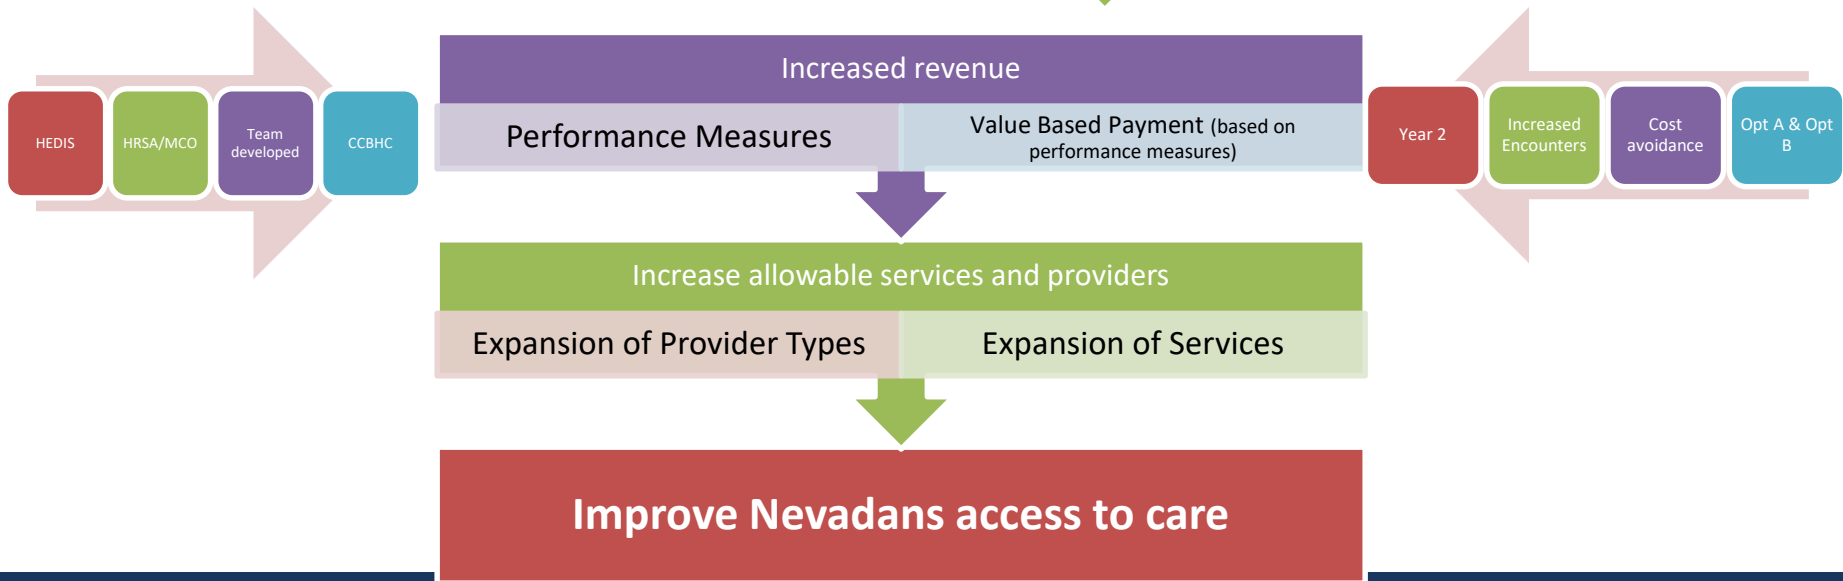 Increased revenue
Performance Measures
Value Based Payment (based on
performance measures)
HEDIS
HRSA/MCO
Team
developed
CCBHC
Year 2
Increased
Encounters
Cost
avoidance
Opt A & Opt
B
Increase allowable services and providers
Expansion of Provider Types
Expansion of Services
Improve Nevadans access to care